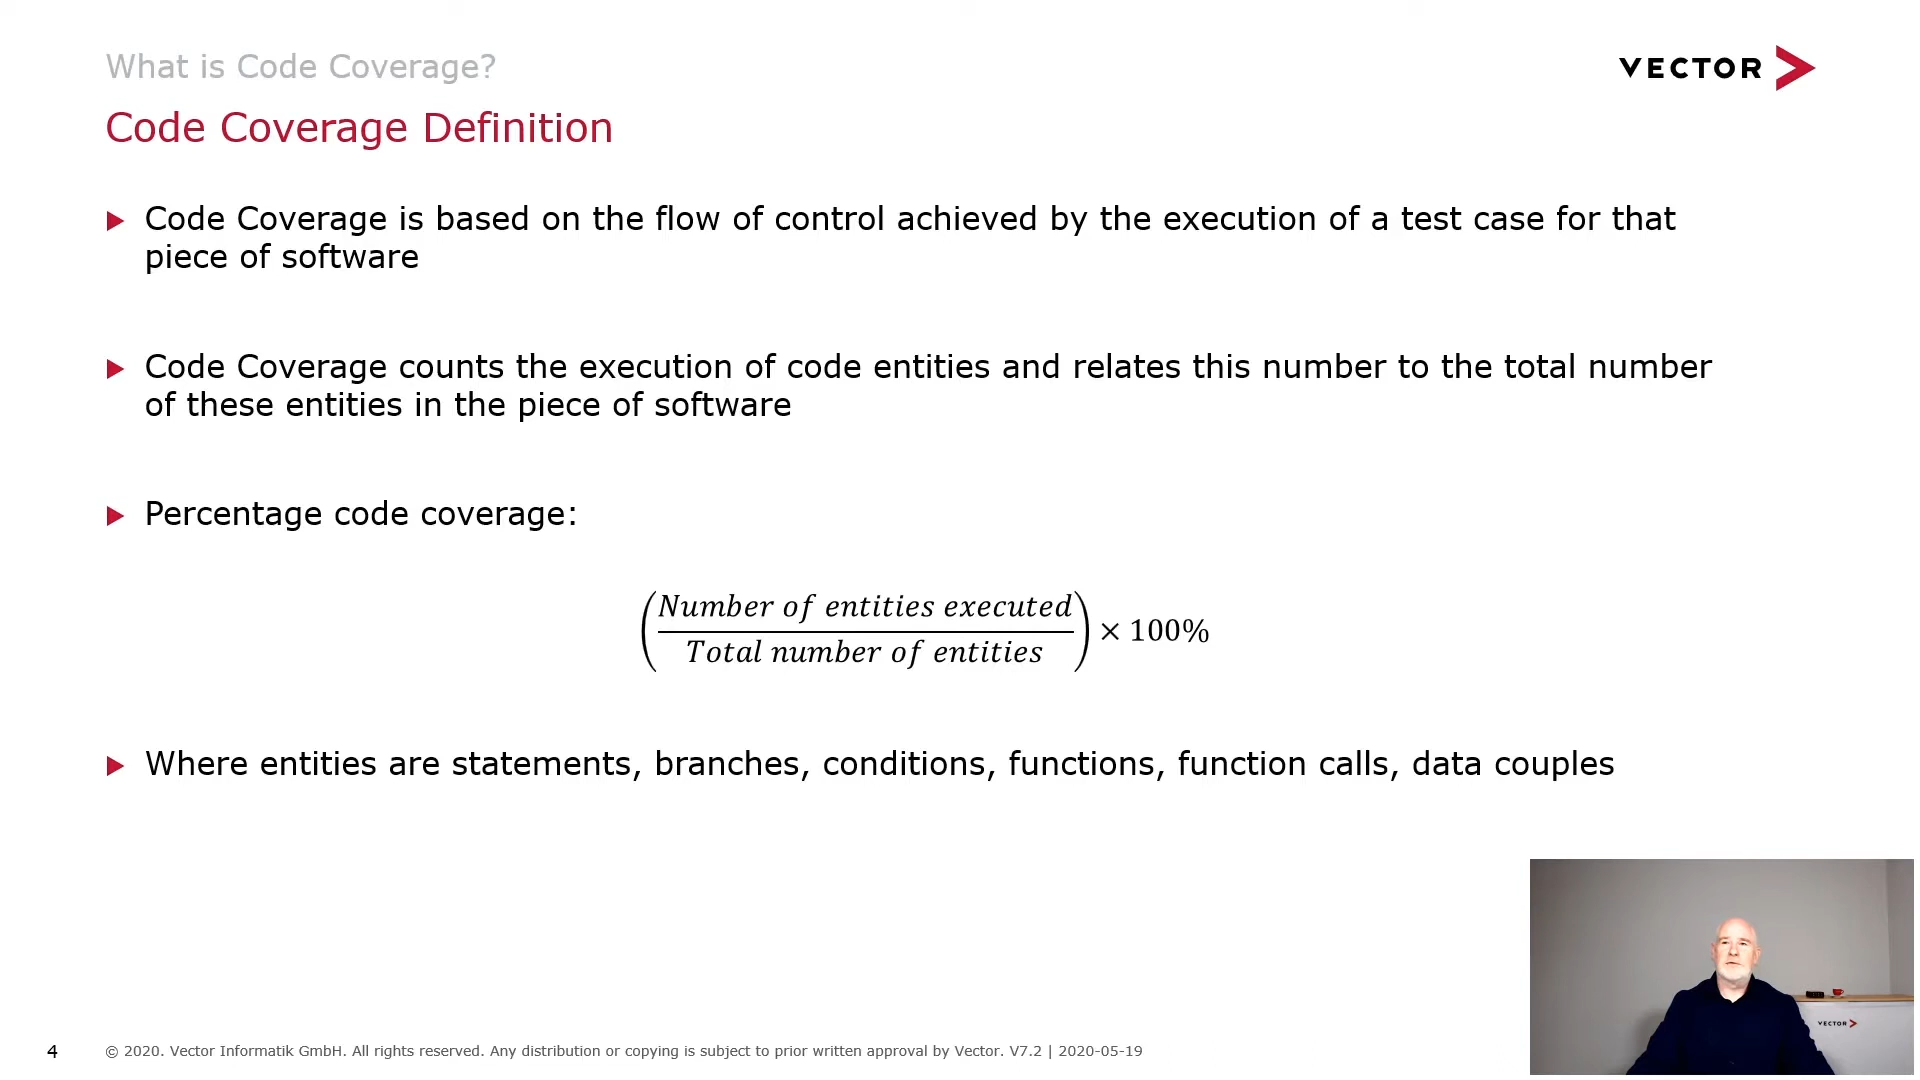 What is Code Coverage?
VECTOR
Code Coverage Definition
Code Coverage is based on the flow of control achieved by the execution of a test case for that
piece of software
Code Coverage counts the execution of code entities and relates this number to the total number
of these entities in the piece of software
Percentage code coverage:
(Number of entities executed / Total number of entities) × 100%
Where entities are statements, branches, conditions, functions, function calls, data couples
VECTOR
4 © 2020. Vector Informatik GmbH. All rights reserved. Any distribution or copying is subject to prior written approval by Vector. V7.2 | 2020-05-19